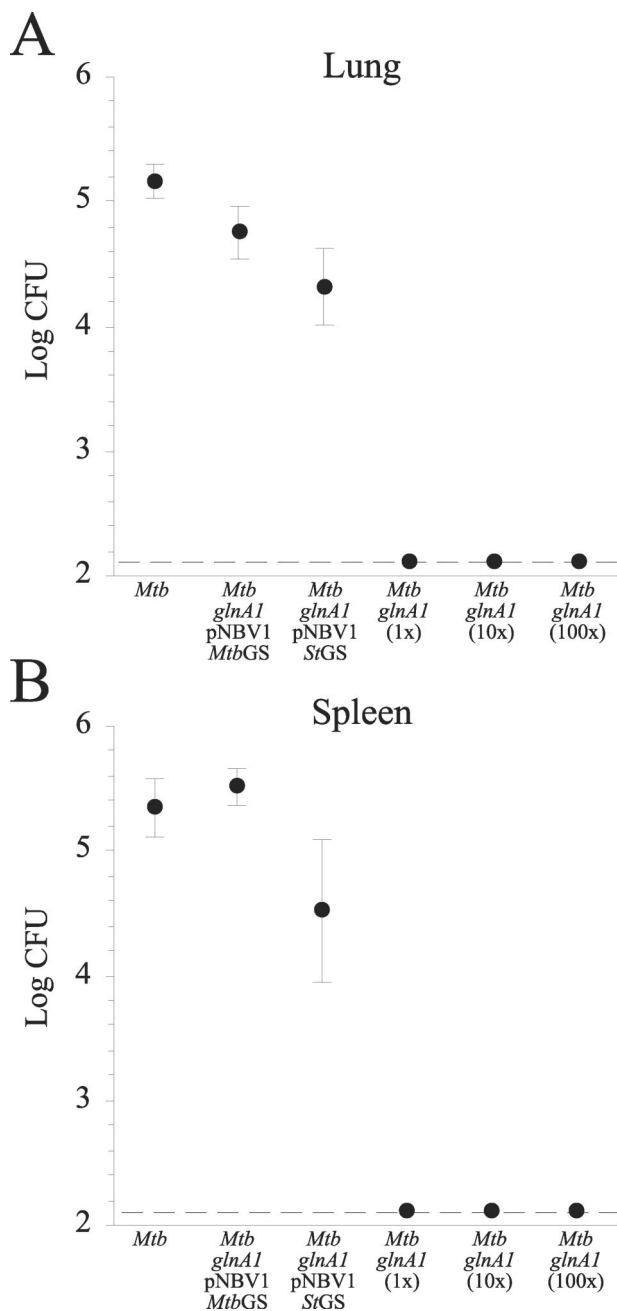 A
Lung
6
5
4
3
2
Log CFU
Mtb Mtb Mtb Mtb Mtb Mtb
glnA1 glnA1 glnA1 glnA1 glnA1
pNBV1 pNBV1 (1x) (10x) (100x)
MtbGS StGS
B
Spleen
6
5
4
3
2
Log CFU
Mtb Mtb Mtb Mtb Mtb Mtb
glnA1 glnA1 glnA1 glnA1 glnA1
pNBV1 pNBV1 (1x) (10x) (100x)
MtbGS StGS